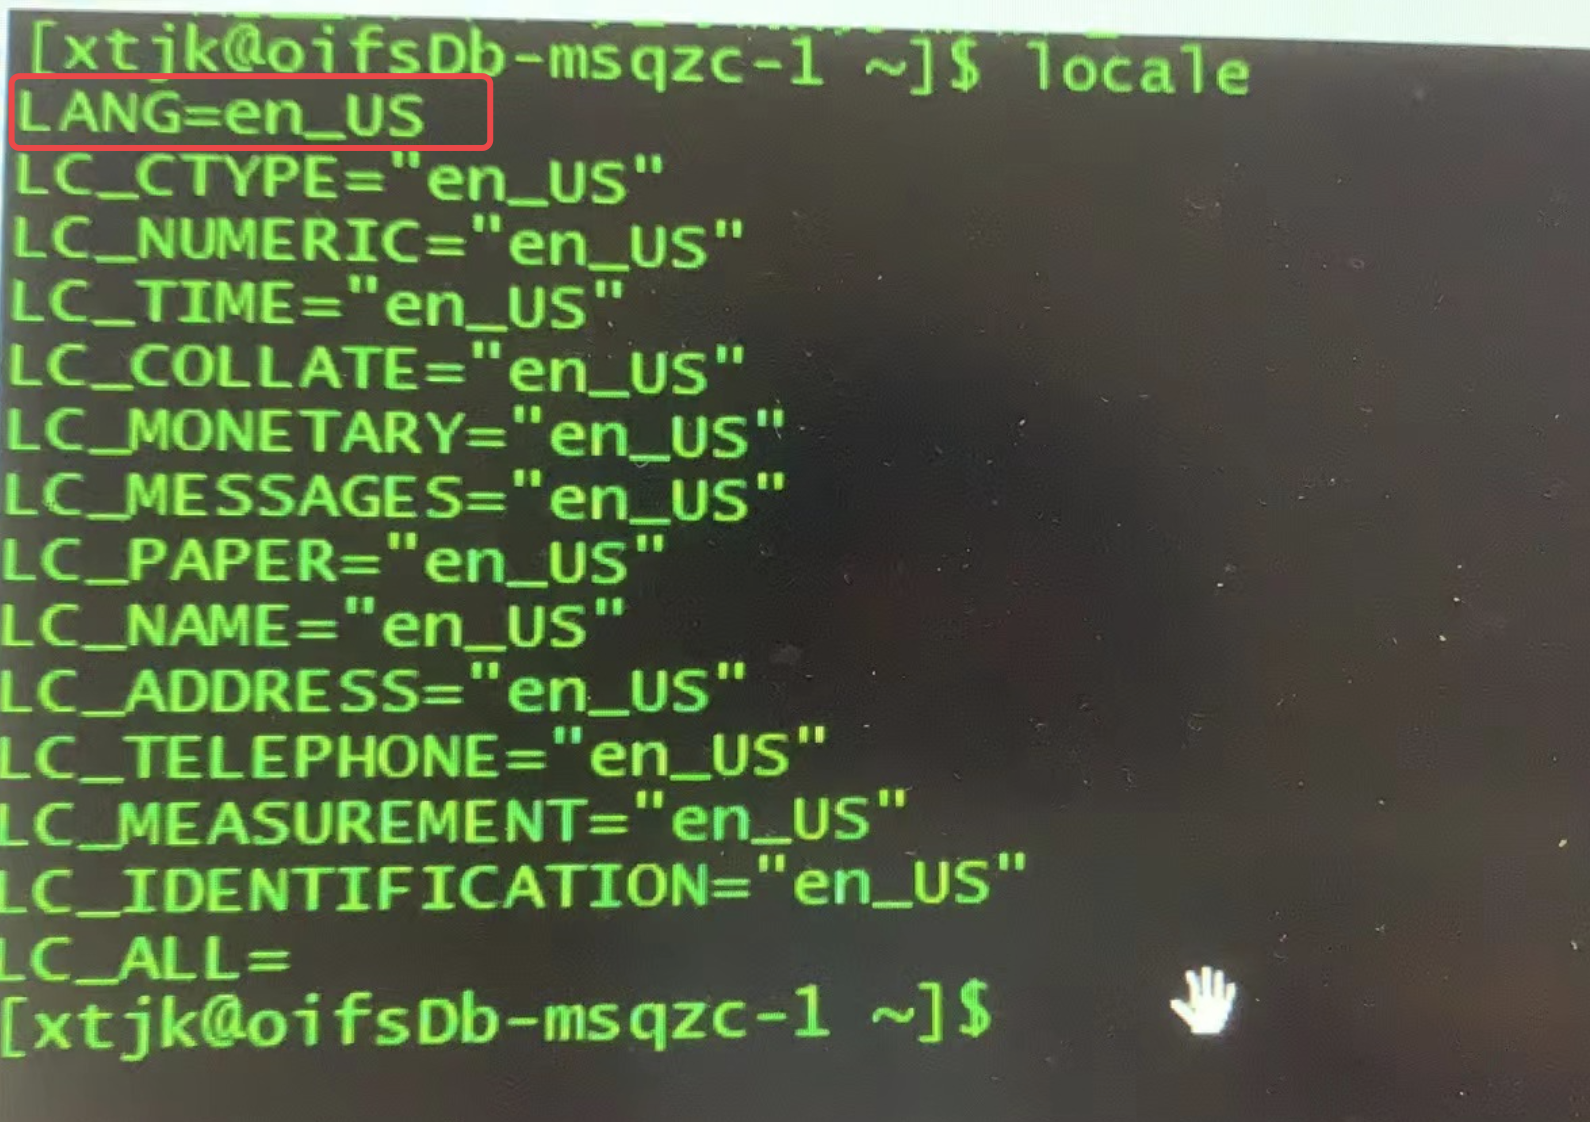 [xtjk@oifsDb-msqzc-1 ~]$ locale
LANG=en_US
LC_CTYPE="en_US"
LC_NUMERIC="en_US"
LC_TIME="en_US"
LC_COLLATE="en_US"
LC_MONETARY="en_US"
LC_MESSAGES="en_US"
LC_PAPER="en_US"
LC_NAME="en_US"
LC_ADDRESS="en_US"
LC_TELEPHONE="en_US"
LC_MEASUREMENT="en_US"
LC_IDENTIFICATION="en_US"
LC_ALL=
[xtjk@oifsDb-msqzc-1 ~]$